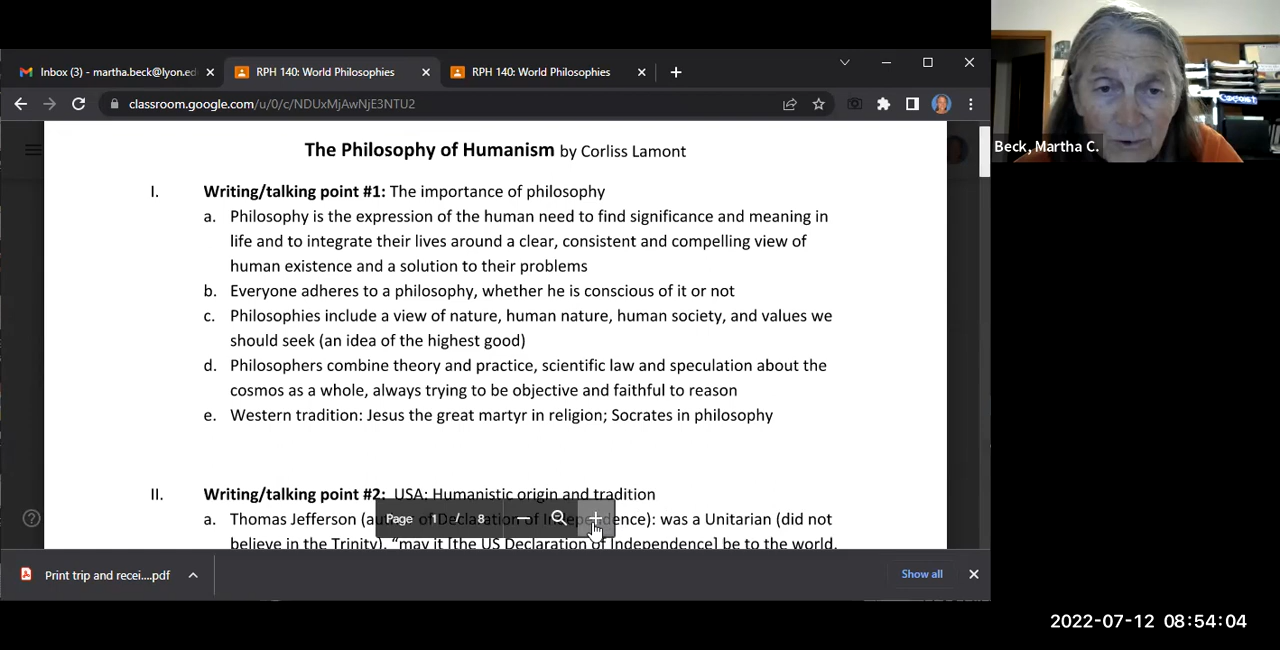 Inbox (3) - martha.beck@lyon.ed
RPH 140: World Philosophies
RPH 140: World Philosophies
classroom.google.com/u/0/c/NDUxMjAwNjE3NTU2
Beck, Martha C.
The Philosophy of Humanism by Corliss Lamont
I. Writing/talking point #1: The importance of philosophy
a. Philosophy is the expression of the human need to find significance and meaning in
life and to integrate their lives around a clear, consistent and compelling view of
human existence and a solution to their problems
b. Everyone adheres to a philosophy, whether he is conscious of it or not
c. Philosophies include a view of nature, human nature, human society, and values we
should seek (an idea of the highest good)
d. Philosophers combine theory and practice, scientific law and speculation about the
cosmos as a whole, always trying to be objective and faithful to reason
e. Western tradition: Jesus the great martyr in religion; Socrates in philosophy
II. Writing/talking point #2: USA: Humanistic origin and tradition
a. Thomas Jefferson (author of Declaration of Independence): was a Unitarian (did not
believe in the Trinity). "may it [the US Declaration of Independence] be to the world,
Page 1 / 8
Print trip and recei....pdf
Show all
2022-07-12 08:54:04